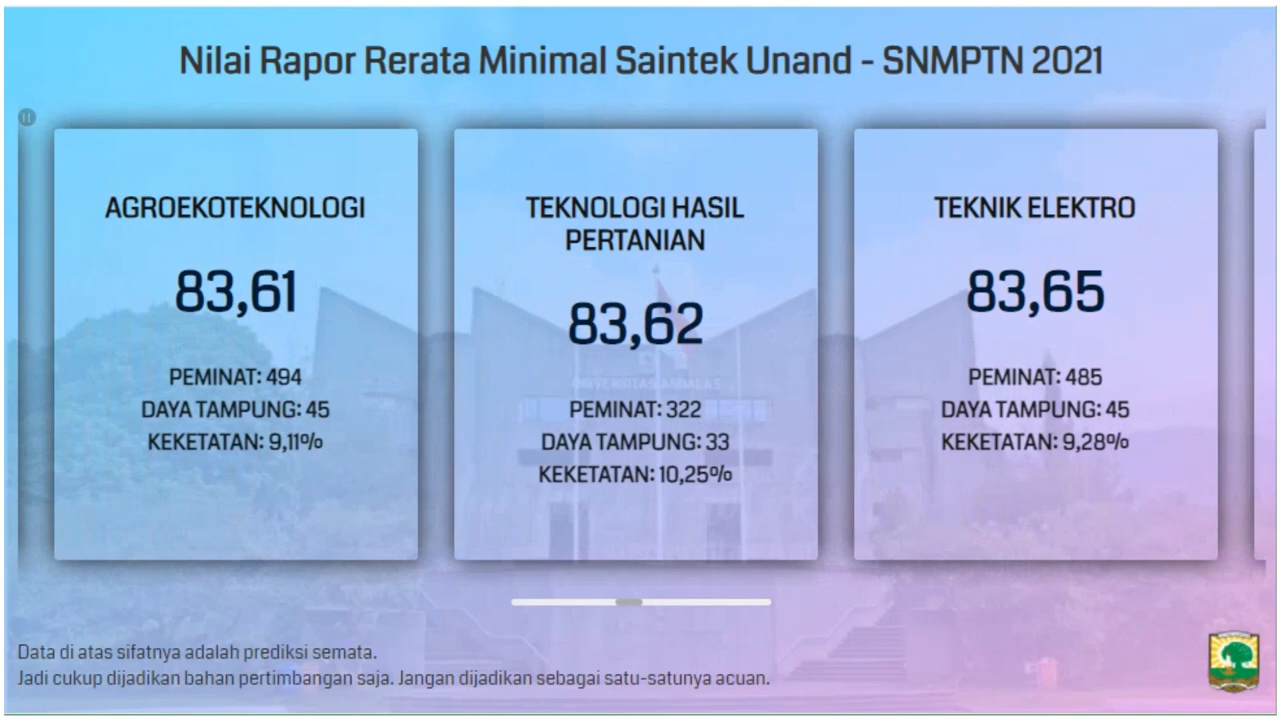 Nilai Rapor Rerata Minimal Saintek Unand - SNMPTN 2021
AGROEKOTEKNOLOGI
83,61
PEMINAT: 494
DAYA TAMPUNG: 45
KEKETATAN: 9,11%
TEKNOLOGI HASIL
PERTANIAN
83,62
UNIVERSITAS ANDALAS
PEMINAT: 322
DAYA TAMPUNG: 33
KEKETATAN: 10,25%
TEKNIK ELEKTRO
83,65
PEMINAT: 485
DAYA TAMPUNG: 45
KEKETATAN: 9,28%
Data di atas sifatnya adalah prediksi semata.
Jadi cukup dijadikan bahan pertimbangan saja. Jangan dijadikan sebagai satu-satunya acuan.